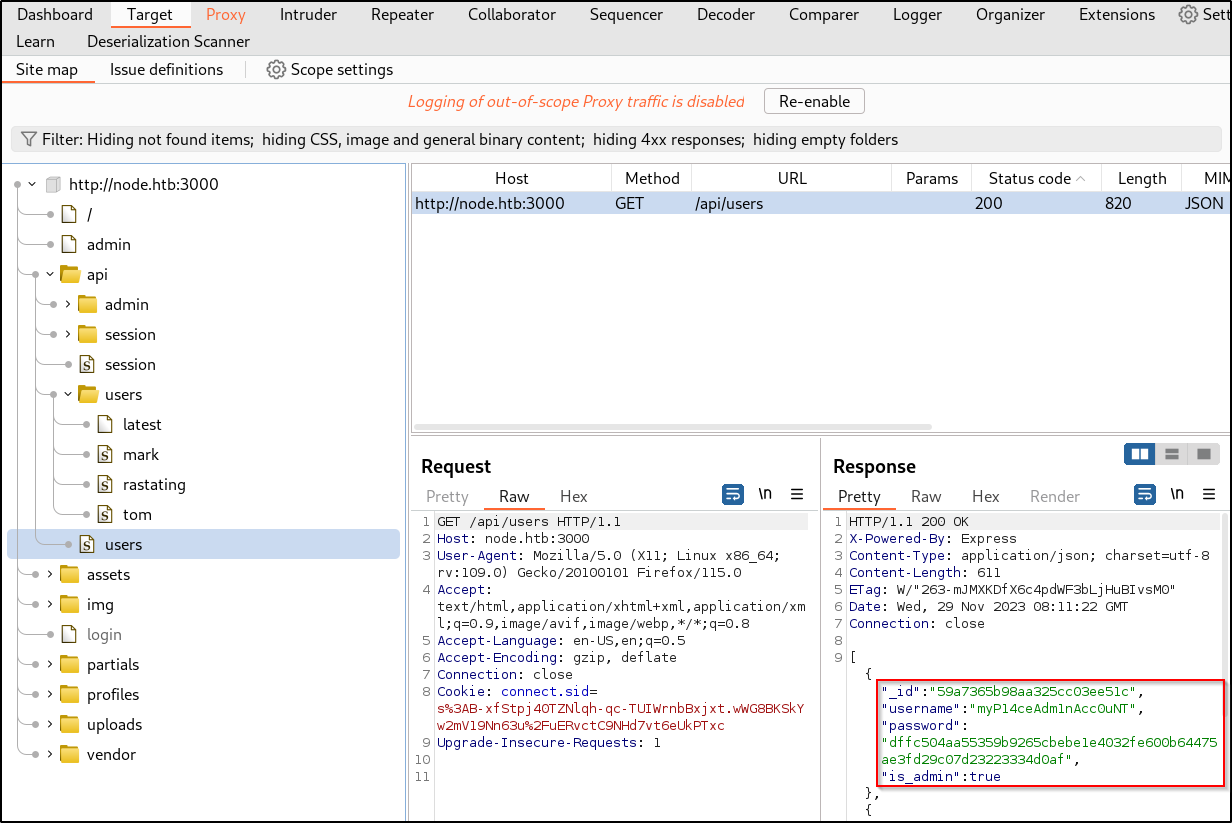 Dashboard Target Proxy Intruder Repeater Collaborator Sequencer Decoder Comparer Logger Organizer Extensions Sett
Learn Deserialization Scanner
Site map Issue definitions Scope settings
Logging of out-of-scope Proxy traffic is disabled Re-enable
Filter: Hiding not found items; hiding CSS, image and general binary content; hiding 4xx responses; hiding empty folders
http://node.htb:3000
/
admin
api
admin
session
session
users
latest
mark
rastating
tom
users
assets
img
login
partials
profiles
uploads
vendor
Host Method URL Params Status code Length MIM
http://node.htb:3000 GET /api/users 200 820 JSON
Request
Pretty Raw Hex \n
1 GET /api/users HTTP/1.1
2 Host: node.htb:3000
3 User-Agent: Mozilla/5.0 (X11; Linux x86_64;
rv:109.0) Gecko/20100101 Firefox/115.0
4 Accept:
text/html,application/xhtml+xml,application/xm
l;q=0.9,image/avif,image/webp,*/*;q=0.8
5 Accept-Language: en-US,en;q=0.5
6 Accept-Encoding: gzip, deflate
7 Connection: close
8 Cookie: connect.sid=
s%3AB-xfStpj40TZNlqh-qc-TUIWrnbBxjxt.wWG8BKSkY
w2mV19Nn63u%2FuERvctC9NHd7vt6eUkPTxc
9 Upgrade-Insecure-Requests: 1
10
11
Response
Pretty Raw Hex Render \n
1 HTTP/1.1 200 OK
2 X-Powered-By: Express
3 Content-Type: application/json; charset=utf-8
4 Content-Length: 611
5 ETag: W/"263-mJMXKDfX6c4pdWF3bLjHuBIvsM0"
6 Date: Wed, 29 Nov 2023 08:11:22 GMT
7 Connection: close
8
9 [
{
"_id":"59a7365b98aa325cc03ee51c",
"username":"myP14ceAdm1nAcc0uNT",
"password":
"dffc504aa55359b9265cbebe1e4032fe600b64475
ae3fd29c07d23223334d0af",
"is_admin":true
},
{